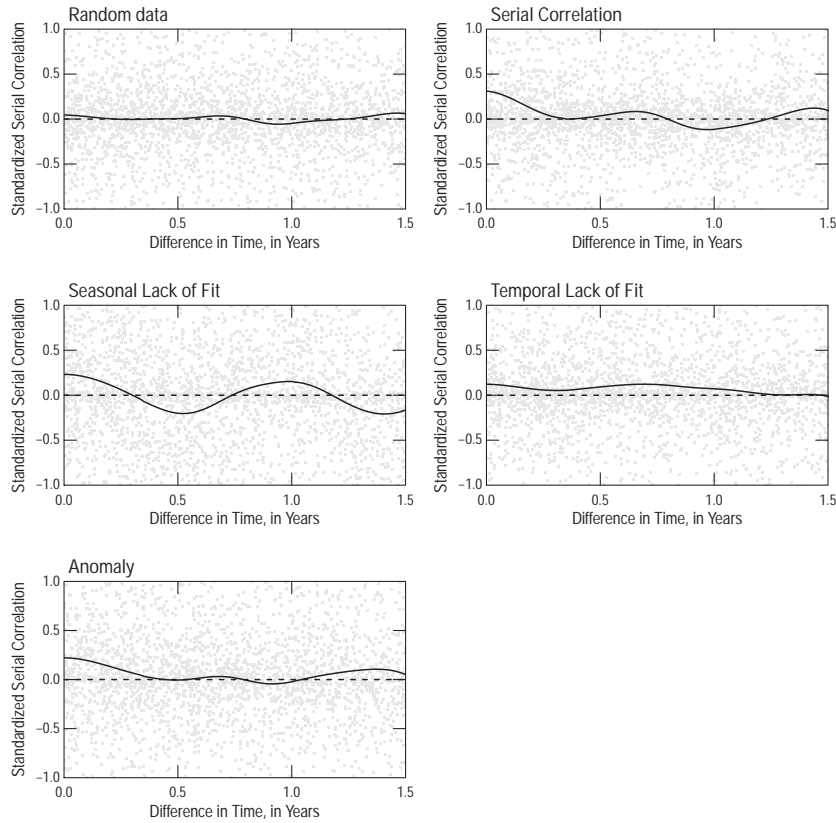 Random data
Standardized Serial Correlation
1.0
0.5
0.0
−0.5
−1.0
0.0 0.5 1.0 1.5
Difference in Time, in Years
Serial Correlation
Standardized Serial Correlation
1.0
0.5
0.0
−0.5
−1.0
0.0 0.5 1.0 1.5
Difference in Time, in Years
Seasonal Lack of Fit
Standardized Serial Correlation
1.0
0.5
0.0
−0.5
−1.0
0.0 0.5 1.0 1.5
Difference in Time, in Years
Temporal Lack of Fit
Standardized Serial Correlation
1.0
0.5
0.0
−0.5
−1.0
0.0 0.5 1.0 1.5
Difference in Time, in Years
Anomaly
Standardized Serial Correlation
1.0
0.5
0.0
−0.5
−1.0
0.0 0.5 1.0 1.5
Difference in Time, in Years